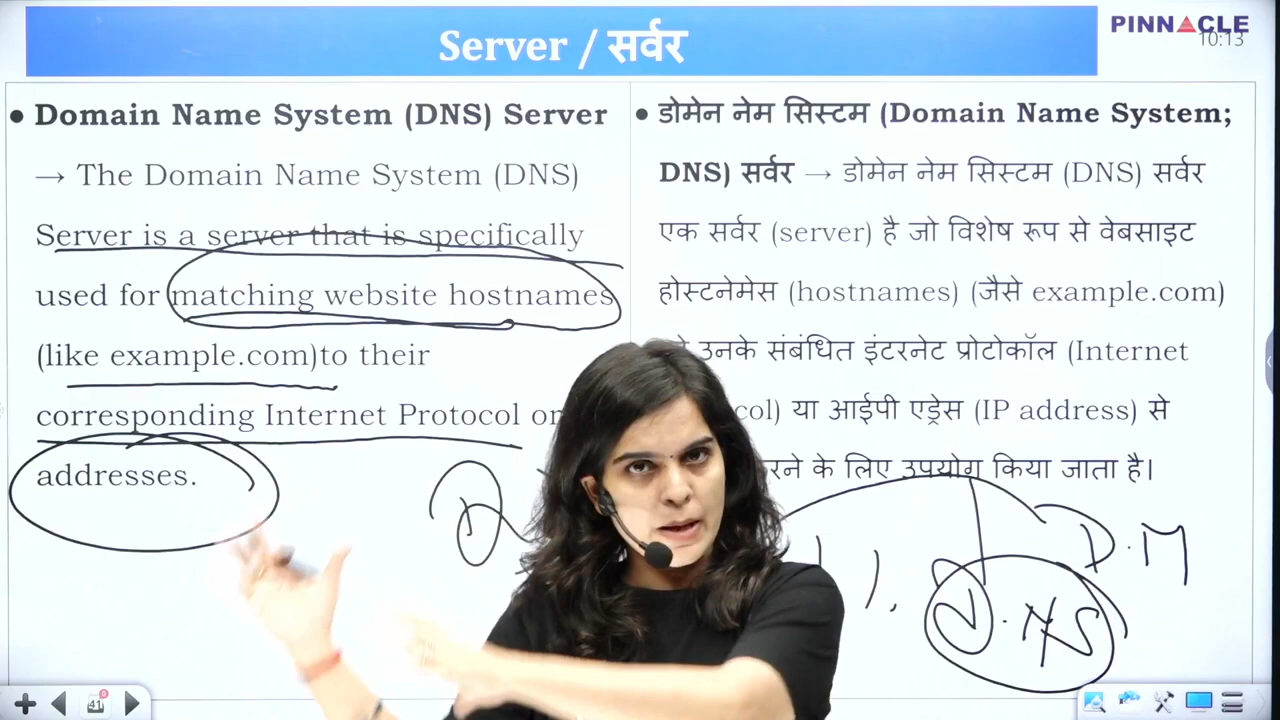 Server / सर्वर
PINNACLE
10:13
• Domain Name System (DNS) Server
→ The Domain Name System (DNS)
Server is a server that is specifically
used for matching website hostnames
(like example.com)to their
corresponding Internet Protocol or
addresses.
• डोमेन नेम सिस्टम (Domain Name System;
DNS) सर्वर → डोमेन नेम सिस्टम (DNS) सर्वर
एक सर्वर (server) है जो विशेष रूप से वेबसाइट
होस्टनेमेस (hostnames) (जैसे example.com)
उनके संबंधित इंटरनेट प्रोटोकॉल (Internet
या आईपी एड्रेस (IP address) से
के लिए उपयोग किया जाता है।
D
D.M
D.NS
41